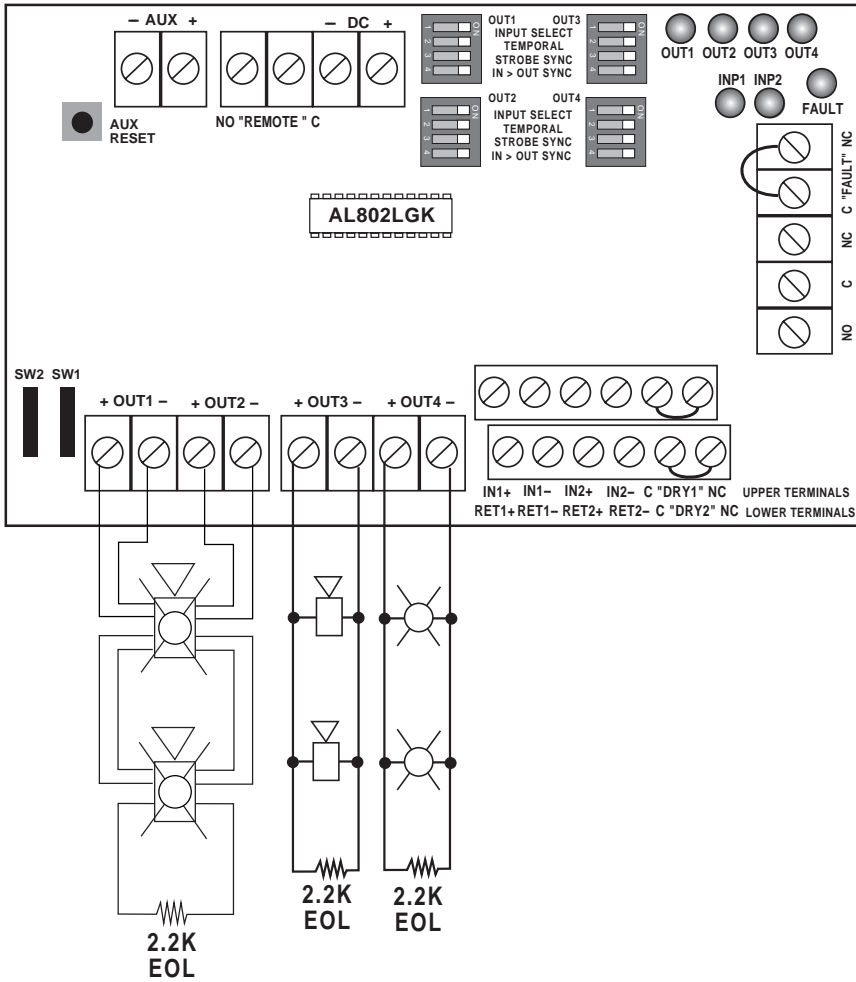 – AUX +
– DC +
AUX RESET
NO "REMOTE " C
OUT1 OUT3
INPUT SELECT
TEMPORAL
STROBE SYNC
IN > OUT SYNC
ON
1
2
3
4
ON
1
2
3
4
OUT2 OUT4
INPUT SELECT
TEMPORAL
STROBE SYNC
IN > OUT SYNC
ON
1
2
3
4
ON
1
2
3
4
OUT1 OUT2 OUT3 OUT4
INP1 INP2
FAULT
C "FAULT" NC
NC
C
NO
AL802LGK
SW2 SW1
+ OUT1 –
+ OUT2 –
+ OUT3 –
+ OUT4 –
IN1+ IN1– IN2+ IN2– C "DRY1" NC UPPER TERMINALS
RET1+ RET1– RET2+ RET2– C "DRY2" NC LOWER TERMINALS
2.2K
EOL
2.2K
EOL
2.2K
EOL